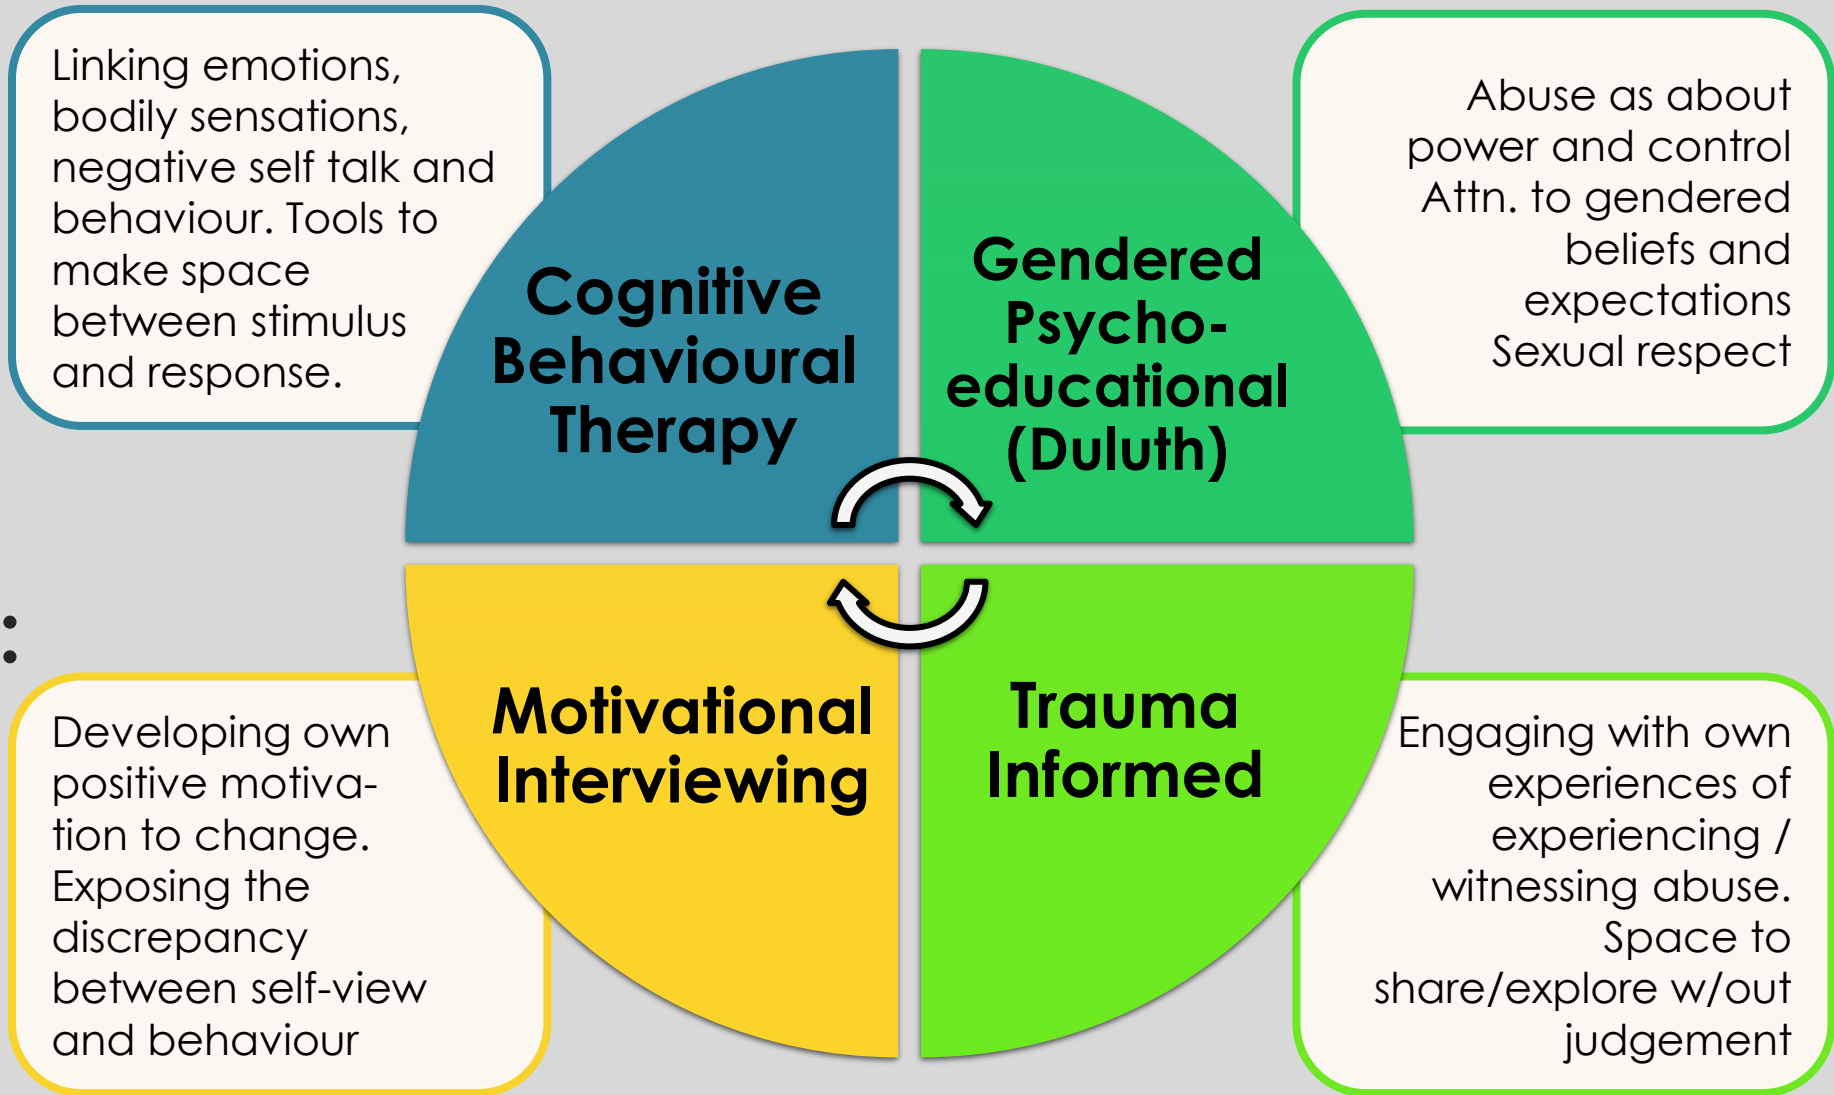 Linking emotions,
bodily sensations,
negative self talk and
behaviour. Tools to
make space
between stimulus
and response.
Cognitive
Behavioural
Therapy
Gendered
Psycho-
educational
(Duluth)
Abuse as about
power and control
Attn. to gendered
beliefs and
expectations
Sexual respect
:
Developing own
positive motiva-
tion to change.
Exposing the
discrepancy
between self-view
and behaviour
Motivational
Interviewing
Trauma
Informed
Engaging with own
experiences of
experiencing /
witnessing abuse.
Space to
share/explore w/out
judgement